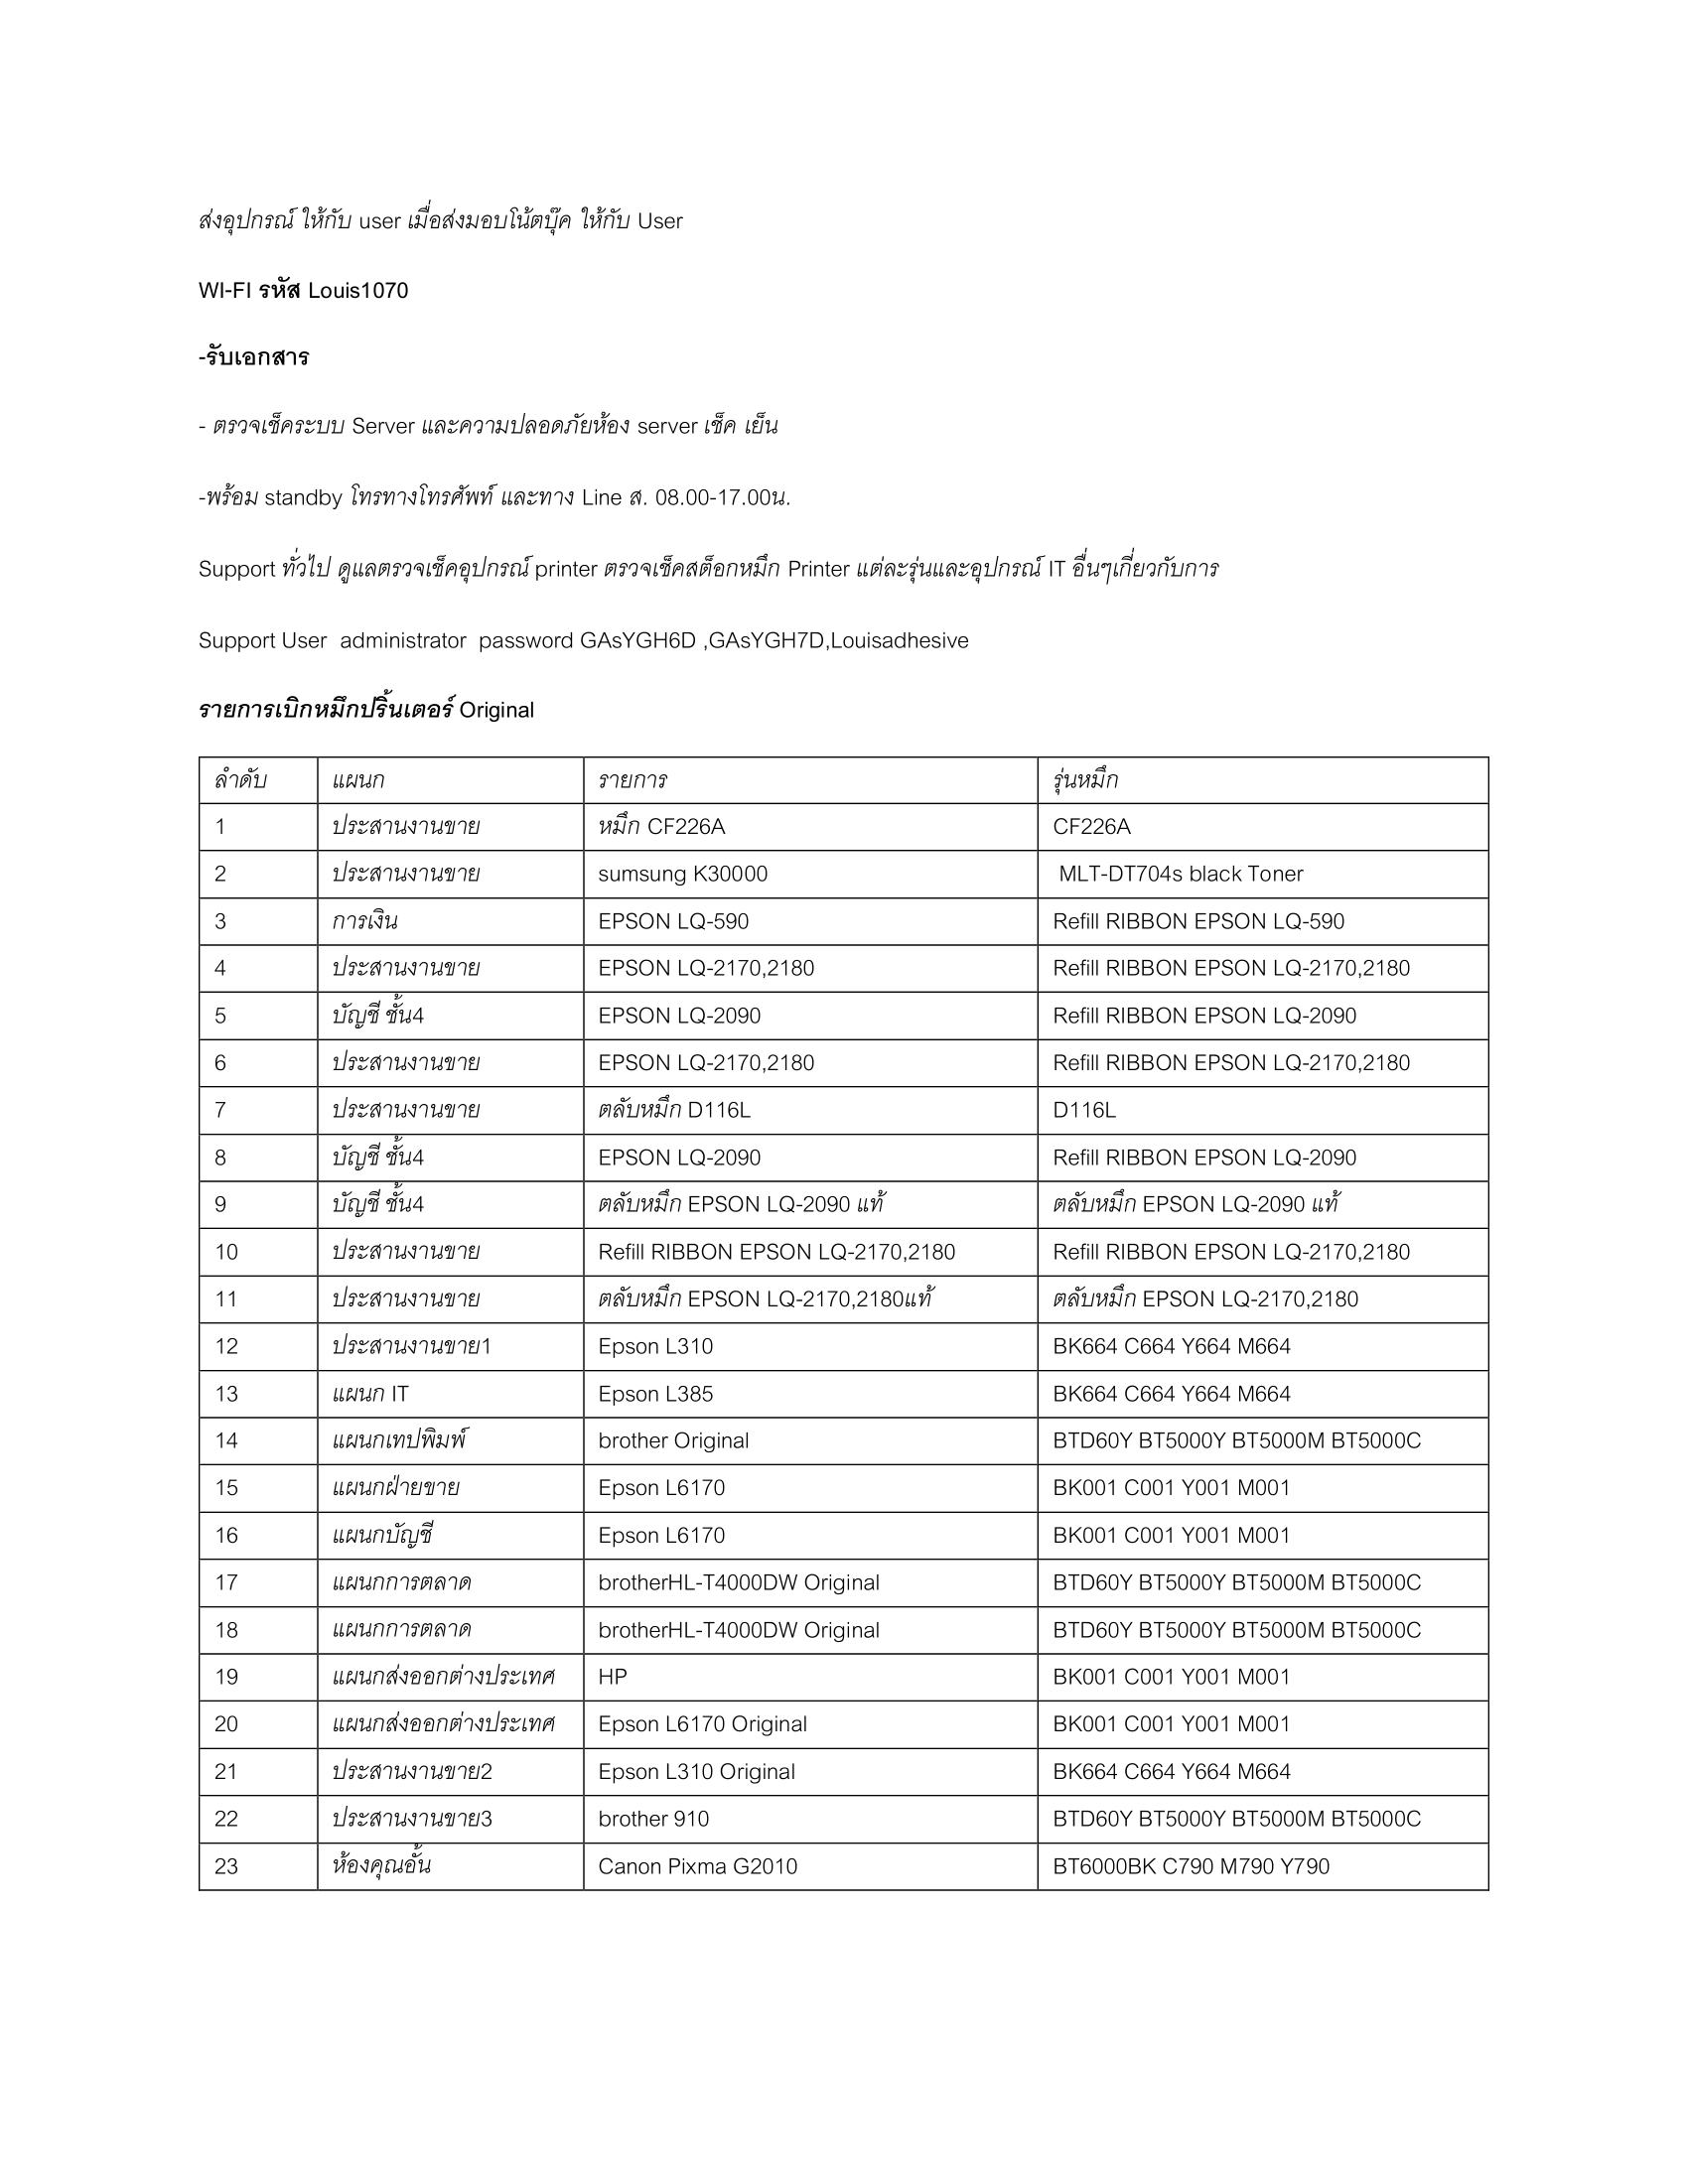 ส่งอุปกรณ์ ให้กับ user เมื่อส่งมอบโน้ตบุ๊ค ให้กับ User
WI-FI รหัส Louis1070
-รับเอกสาร
- ตรวจเช็คระบบ Server และความปลอดภัยห้อง server เช็ค เย็น
-พร้อม standby โทรทางโทรศัพท์ และทาง Line ส. 08.00-17.00น.
Support ทั่วไป ดูแลตรวจเช็คอุปกรณ์ printer ตรวจเช็คสต็อกหมึก Printer แต่ละรุ่นและอุปกรณ์ IT อื่นๆเกี่ยวกับการ
Support User administrator password GAsYGH6D ,GAsYGH7D,Louisadhesive
รายการเบิกหมึกปริ้นเตอร์ Original
ลำดับ แผนก รายการ รุ่นหมึก
1 ประสานงานขาย หมึก CF226A CF226A
2 ประสานงานขาย sumsung K30000 MLT-DT704s black Toner
3 การเงิน EPSON LQ-590 Refill RIBBON EPSON LQ-590
4 ประสานงานขาย EPSON LQ-2170,2180 Refill RIBBON EPSON LQ-2170,2180
5 บัญชี ชั้น4 EPSON LQ-2090 Refill RIBBON EPSON LQ-2090
6 ประสานงานขาย EPSON LQ-2170,2180 Refill RIBBON EPSON LQ-2170,2180
7 ประสานงานขาย ตลับหมึก D116L D116L
8 บัญชี ชั้น4 EPSON LQ-2090 Refill RIBBON EPSON LQ-2090
9 บัญชี ชั้น4 ตลับหมึก EPSON LQ-2090 แท้ ตลับหมึก EPSON LQ-2090 แท้
10 ประสานงานขาย Refill RIBBON EPSON LQ-2170,2180 Refill RIBBON EPSON LQ-2170,2180
11 ประสานงานขาย ตลับหมึก EPSON LQ-2170,2180แท้ ตลับหมึก EPSON LQ-2170,2180
12 ประสานงานขาย1 Epson L310 BK664 C664 Y664 M664
13 แผนก IT Epson L385 BK664 C664 Y664 M664
14 แผนกเทปพิมพ์ brother Original BTD60Y BT5000Y BT5000M BT5000C
15 แผนกฝ่ายขาย Epson L6170 BK001 C001 Y001 M001
16 แผนกบัญชี Epson L6170 BK001 C001 Y001 M001
17 แผนกการตลาด brotherHL-T4000DW Original BTD60Y BT5000Y BT5000M BT5000C
18 แผนกการตลาด brotherHL-T4000DW Original BTD60Y BT5000Y BT5000M BT5000C
19 แผนกส่งออกต่างประเทศ HP BK001 C001 Y001 M001
20 แผนกส่งออกต่างประเทศ Epson L6170 Original BK001 C001 Y001 M001
21 ประสานงานขาย2 Epson L310 Original BK664 C664 Y664 M664
22 ประสานงานขาย3 brother 910 BTD60Y BT5000Y BT5000M BT5000C
23 ห้องคุณอั้น Canon Pixma G2010 BT6000BK C790 M790 Y790